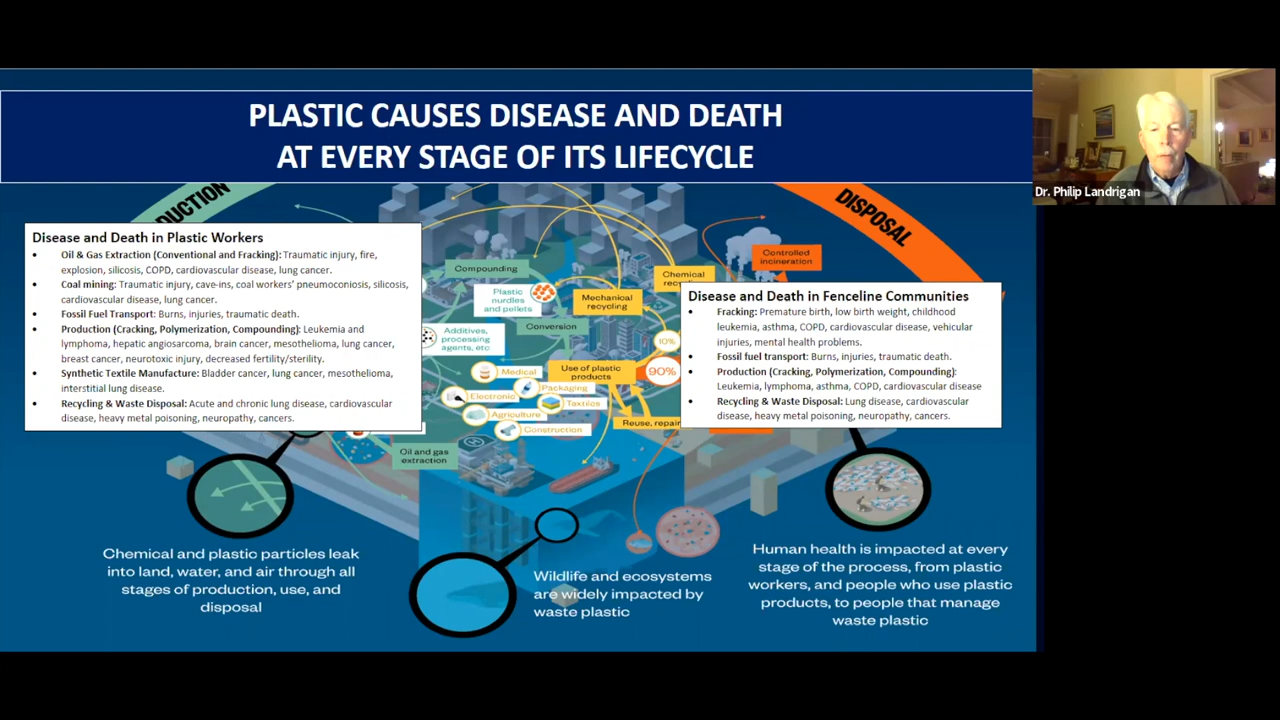 PLASTIC CAUSES DISEASE AND DEATH
AT EVERY STAGE OF ITS LIFECYCLE
Dr. Philip Landrigan
DISPOSAL
Disease and Death in Plastic Workers
• Oil & Gas Extraction (Conventional and Fracking): Traumatic injury, fire,
explosion, silicosis, COPD, cardiovascular disease, lung cancer.
• Coal mining: Traumatic injury, cave-ins, coal workers' pneumoconiosis, silicosis,
cardiovascular disease, lung cancer.
• Fossil Fuel Transport: Burns, injuries, traumatic death.
• Production (Cracking, Polymerization, Compounding): Leukemia and
lymphoma, hepatic angiosarcoma, brain cancer, mesothelioma, lung cancer,
breast cancer, neurotoxic injury, decreased fertility/sterility.
• Synthetic Textile Manufacture: Bladder cancer, lung cancer, mesothelioma,
interstitial lung disease.
• Recycling & Waste Disposal: Acute and chronic lung disease, cardiovascular
disease, heavy metal poisoning, neuropathy, cancers.
Compounding
Plastic
nurdles
and pellets
Additives,
processing
agents, etc
Conversion
Mechanical
recycling
Chemical
Controlled
incineration
10%
90%
Use of plastic
products
Medical
Packaging
Electronic
Textiles
Agriculture
Construction
Reuse, repair
Oil and gas
extraction
Disease and Death in Fenceline Communities
• Fracking: Premature birth, low birth weight, childhood
leukemia, asthma, COPD, cardiovascular disease, vehicular
injuries, mental health problems.
• Fossil fuel transport: Burns, injuries, traumatic death.
• Production (Cracking, Polymerization, Compounding):
Leukemia, lymphoma, asthma, COPD, cardiovascular disease
• Recycling & Waste Disposal: Lung disease, cardiovascular
disease, heavy metal poisoning, neuropathy, cancers.
Chemical and plastic particles leak
into land, water, and air through all
stages of production, use, and
disposal
Wildlife and ecosystems
are widely impacted by
waste plastic
Human health is impacted at every
stage of the process, from plastic
workers, and people who use plastic
products, to people that manage
waste plastic